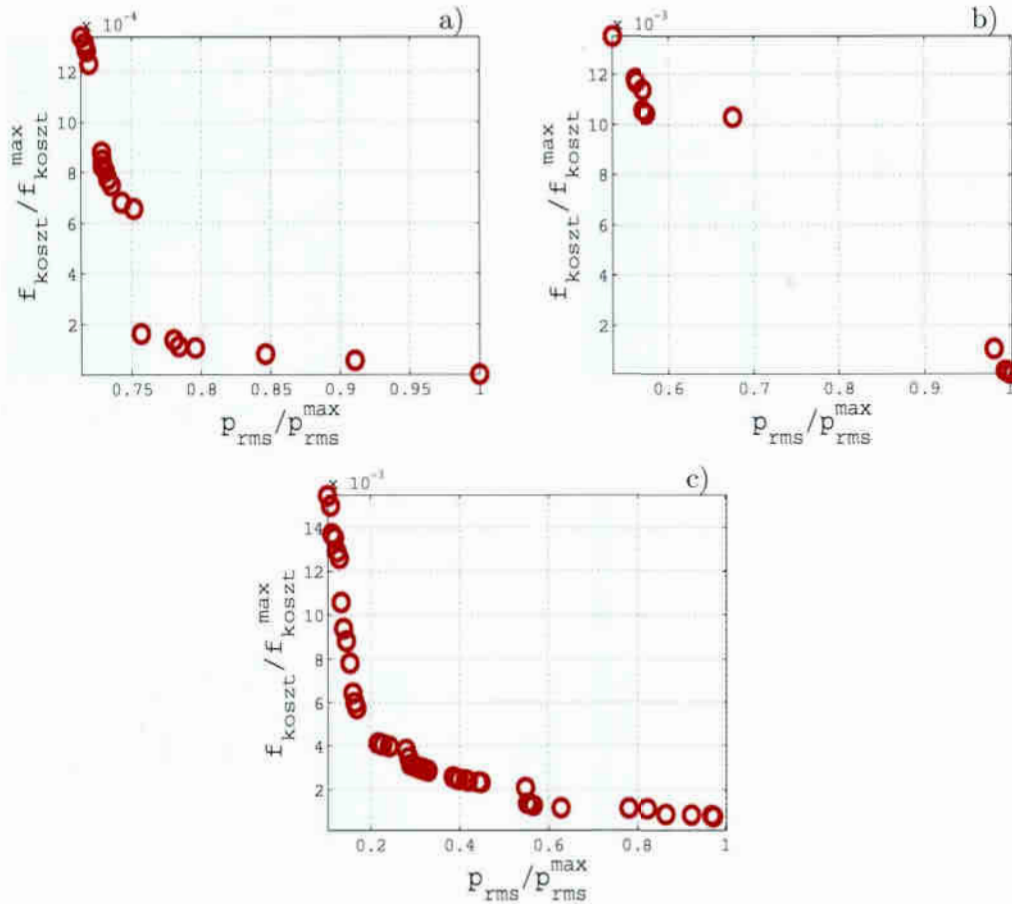 × 10⁻⁴
a)
12
10
8
6
4
2
0.75 0.8 0.85 0.9 0.95 1
f_koszt/f_koszt^max
p_rms/p_rms^max
× 10⁻³
b)
12
10
8
6
4
2
0.6 0.7 0.8 0.9 1
f_koszt/f_koszt^max
p_rms/p_rms^max
× 10⁻³
c)
14
12
10
8
6
4
2
0.2 0.4 0.6 0.8 1
f_koszt/f_koszt^max
p_rms/p_rms^max